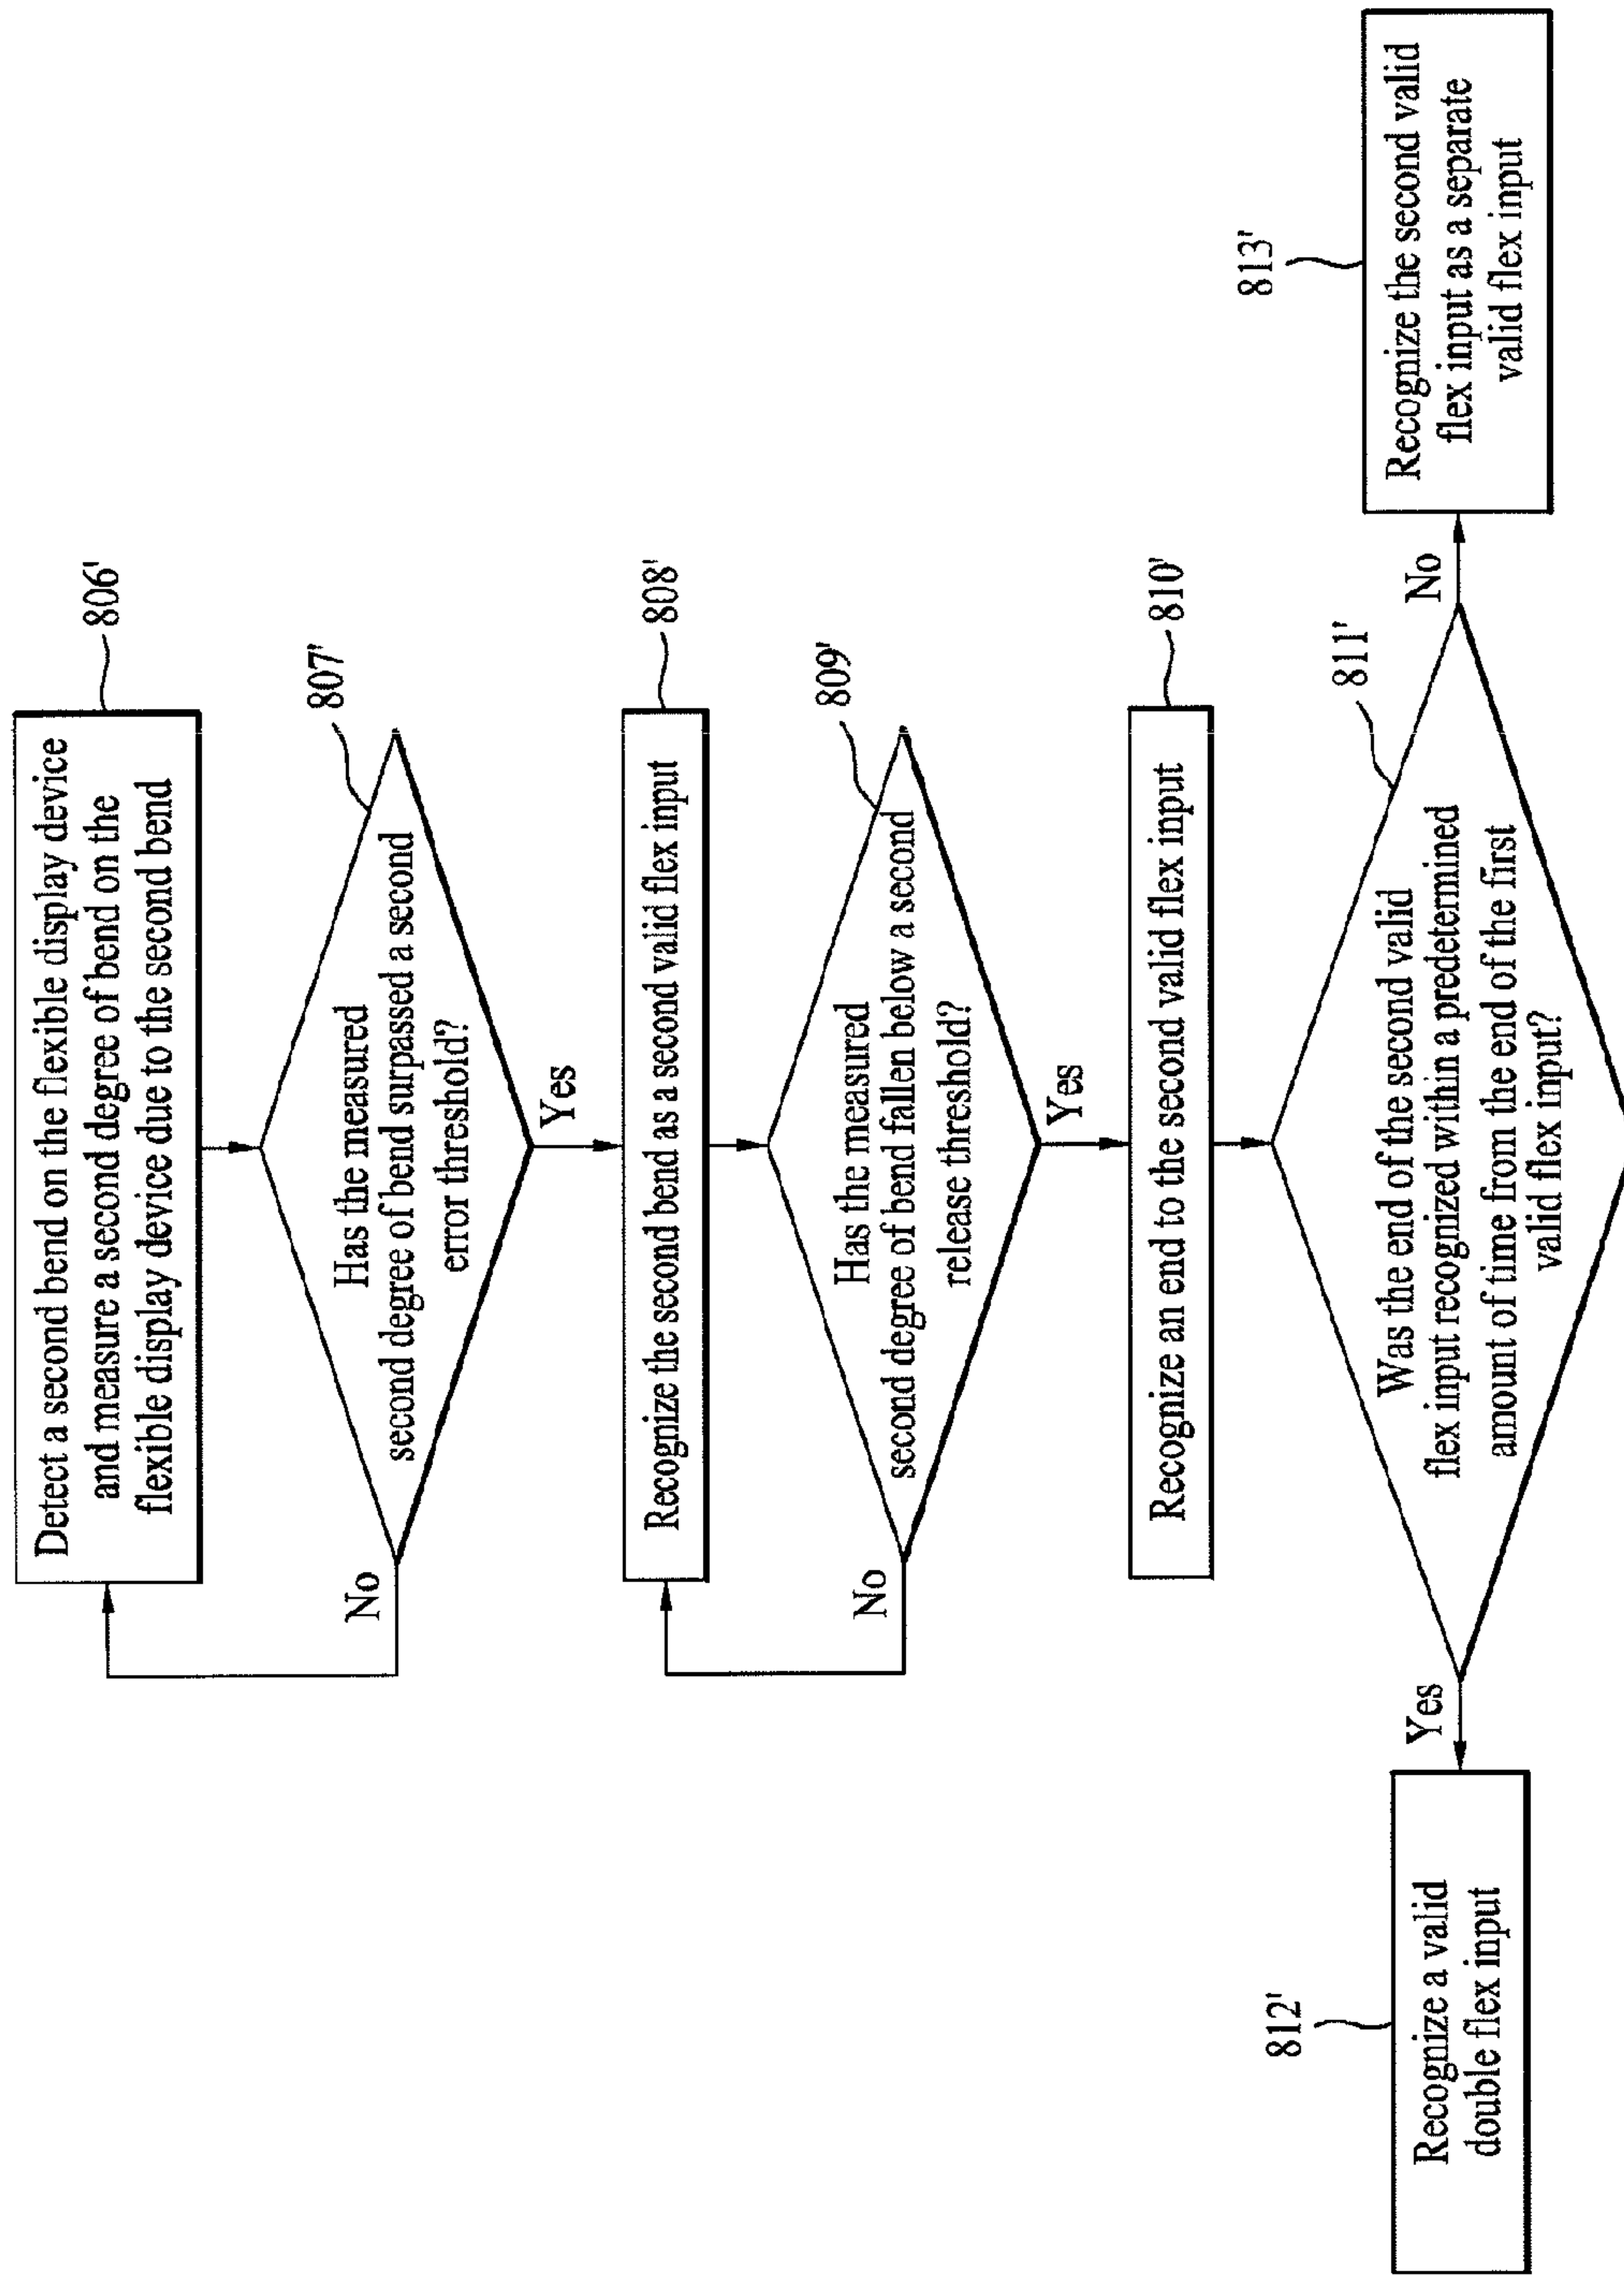 Detect a second bend on the flexible display device
and measure a second degree of bend on the
flexible display device due to the second bend
806'
807'
Has the measured
second degree of bend surpassed a second
error threshold?
No
Yes
808'
Recognize the second bend as a second valid flex input
809'
Has the measured
second degree of bend fallen below a second
release threshold?
No
Yes
810'
Recognize an end to the second valid flex input
811'
Was the end of the second valid
flex input recognized within a predetermined
amount of time from the end of the first
valid flex input?
Yes
No
812'
Recognize a valid
double flex input
813'
Recognize the second valid
flex input as a separate
valid flex input